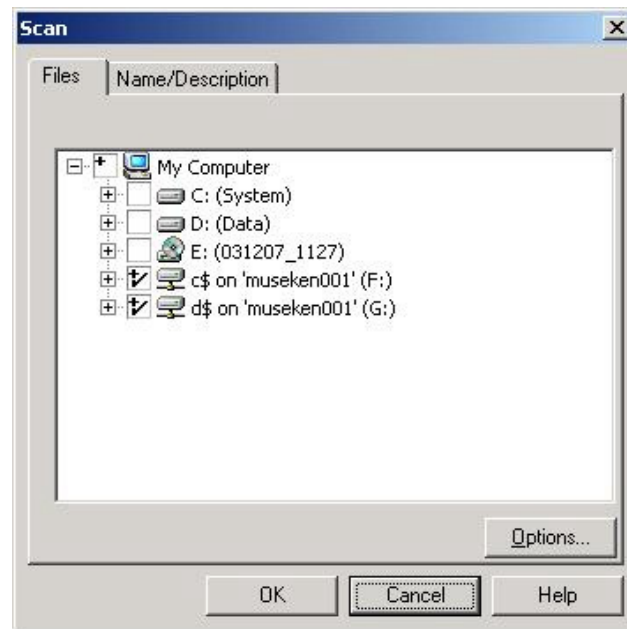 Scan
Files Name/Description
My Computer
C: (System)
D: (Data)
E: (031207_1127)
c$ on 'museken001' (F:)
d$ on 'museken001' (G:)
Options...
OK Cancel Help